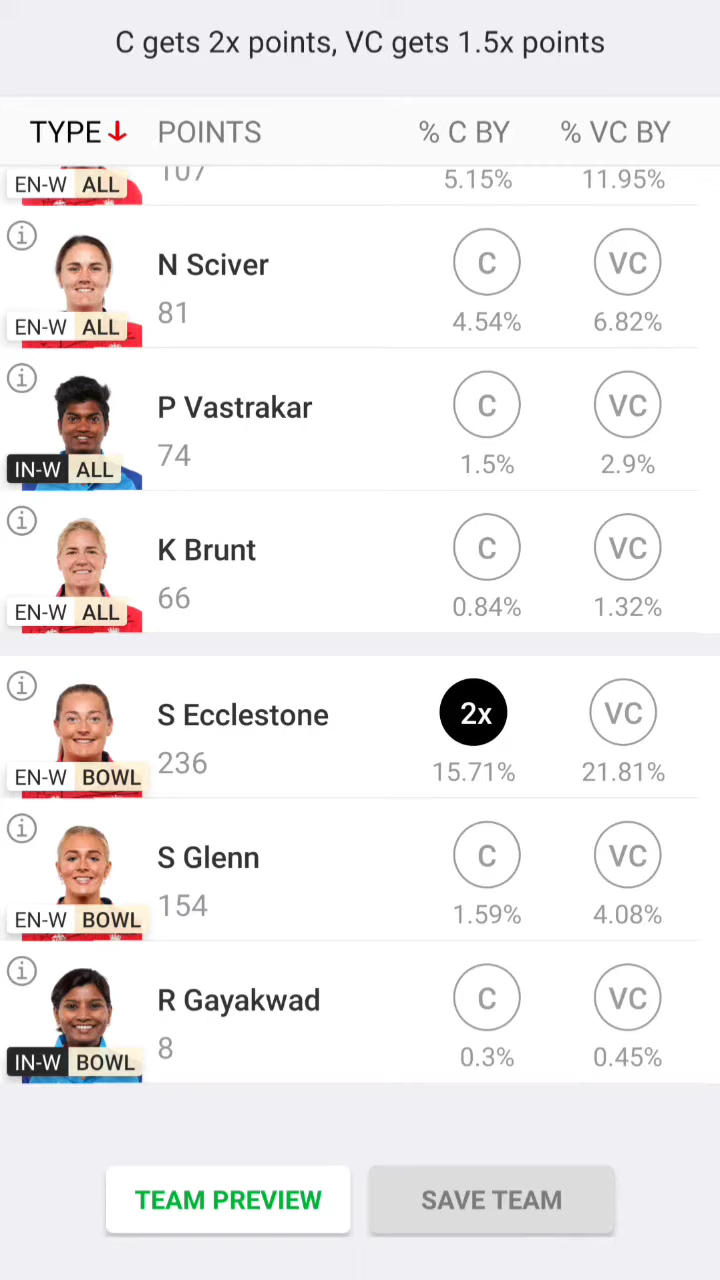 C gets 2x points, VC gets 1.5x points
TYPE POINTS % C BY % VC BY
107 5.15% 11.95%
EN-W ALL
N Sciver C VC
81 4.54% 6.82%
EN-W ALL
P Vastrakar C VC
74 1.5% 2.9%
IN-W ALL
K Brunt C VC
66 0.84% 1.32%
EN-W ALL
S Ecclestone 2x VC
236 15.71% 21.81%
EN-W BOWL
S Glenn C VC
154 1.59% 4.08%
EN-W BOWL
R Gayakwad C VC
8 0.3% 0.45%
IN-W BOWL
TEAM PREVIEW SAVE TEAM